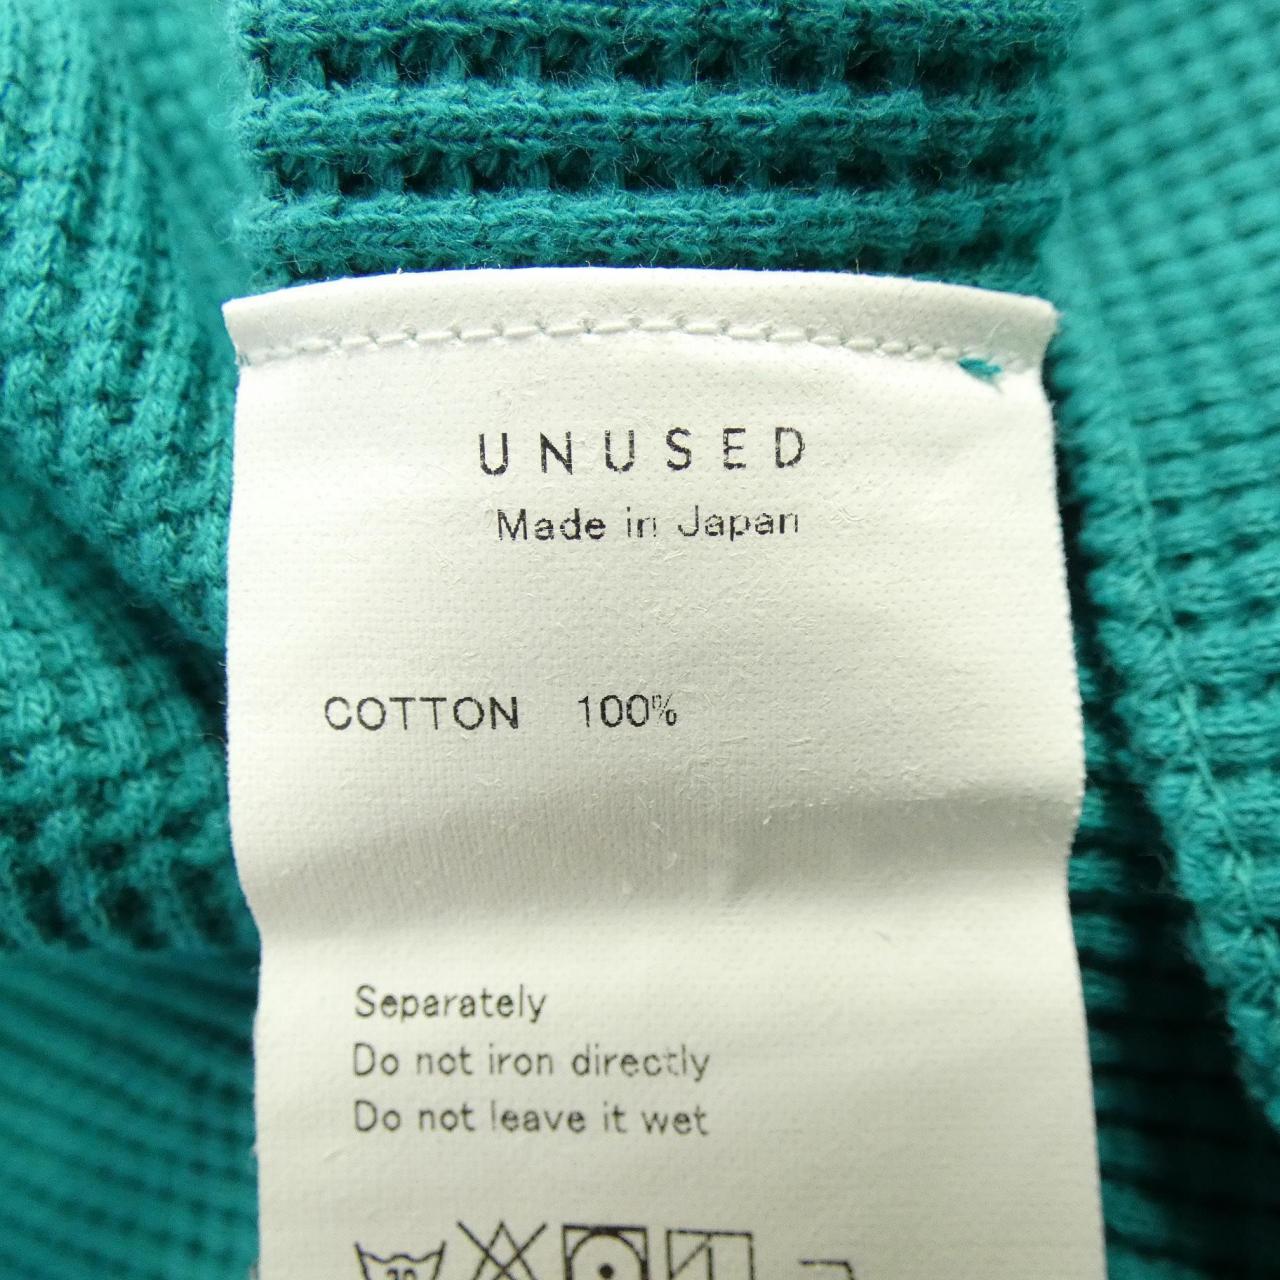 UNUSED
Made in Japan
COTTON 100%
Separately
Do not iron directly
Do not leave it wet